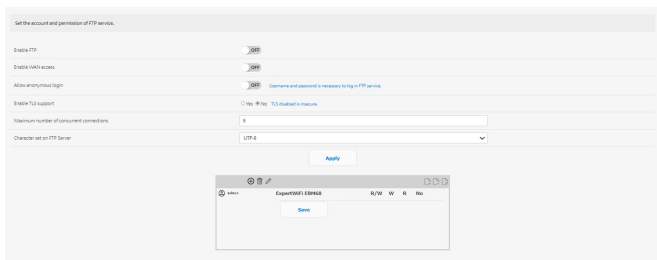 Set the account and permission of FTP service.
Enable FTP
OFF
Enable WAN access
OFF
Allow anonymous login
OFF Username and password is necessary to log in FTP service.
Enable TLS support
Yes No TLS disabled is insecure.
Maximum number of concurrent connections
5
Character set on FTP Server
UTF-8
Apply
admin ExpertWiFi EBM68 R/W W R No
Save